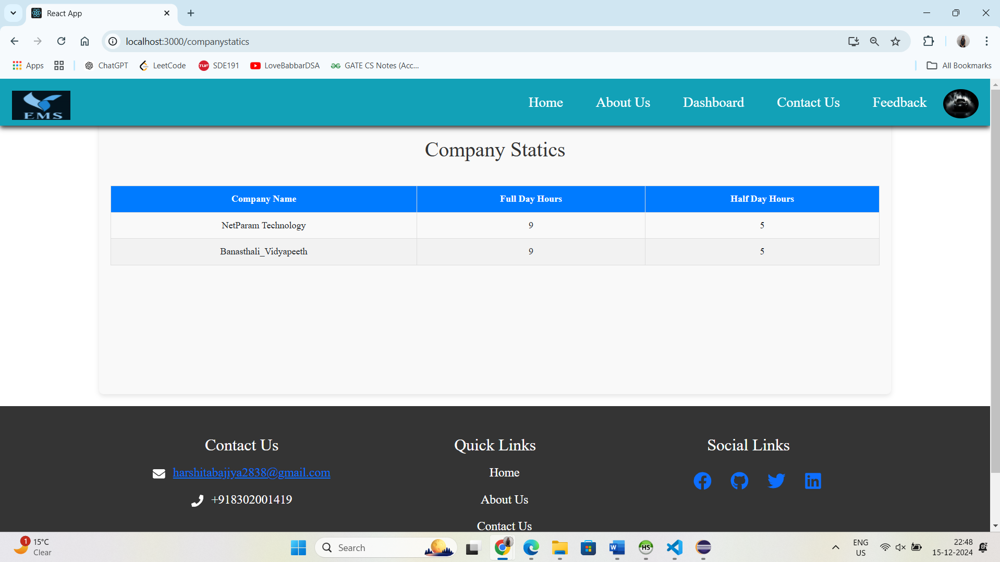 React App
localhost:3000/companystatics
Apps ChatGPT LeetCode TUF SDE191 LoveBabbarDSA GATE CS Notes (Acc... All Bookmarks
EMS
Home About Us Dashboard Contact Us Feedback
Company Statics
Company Name Full Day Hours Half Day Hours
NetParam Technology 9 5
Banasthali_Vidyapeeth 9 5
Contact Us Quick Links Social Links
harshitabajiya2838@gmail.com Home
+918302001419 About Us
Contact Us
1 15°C
Clear
Search
W HS
ENG
US
22:48
15-12-2024